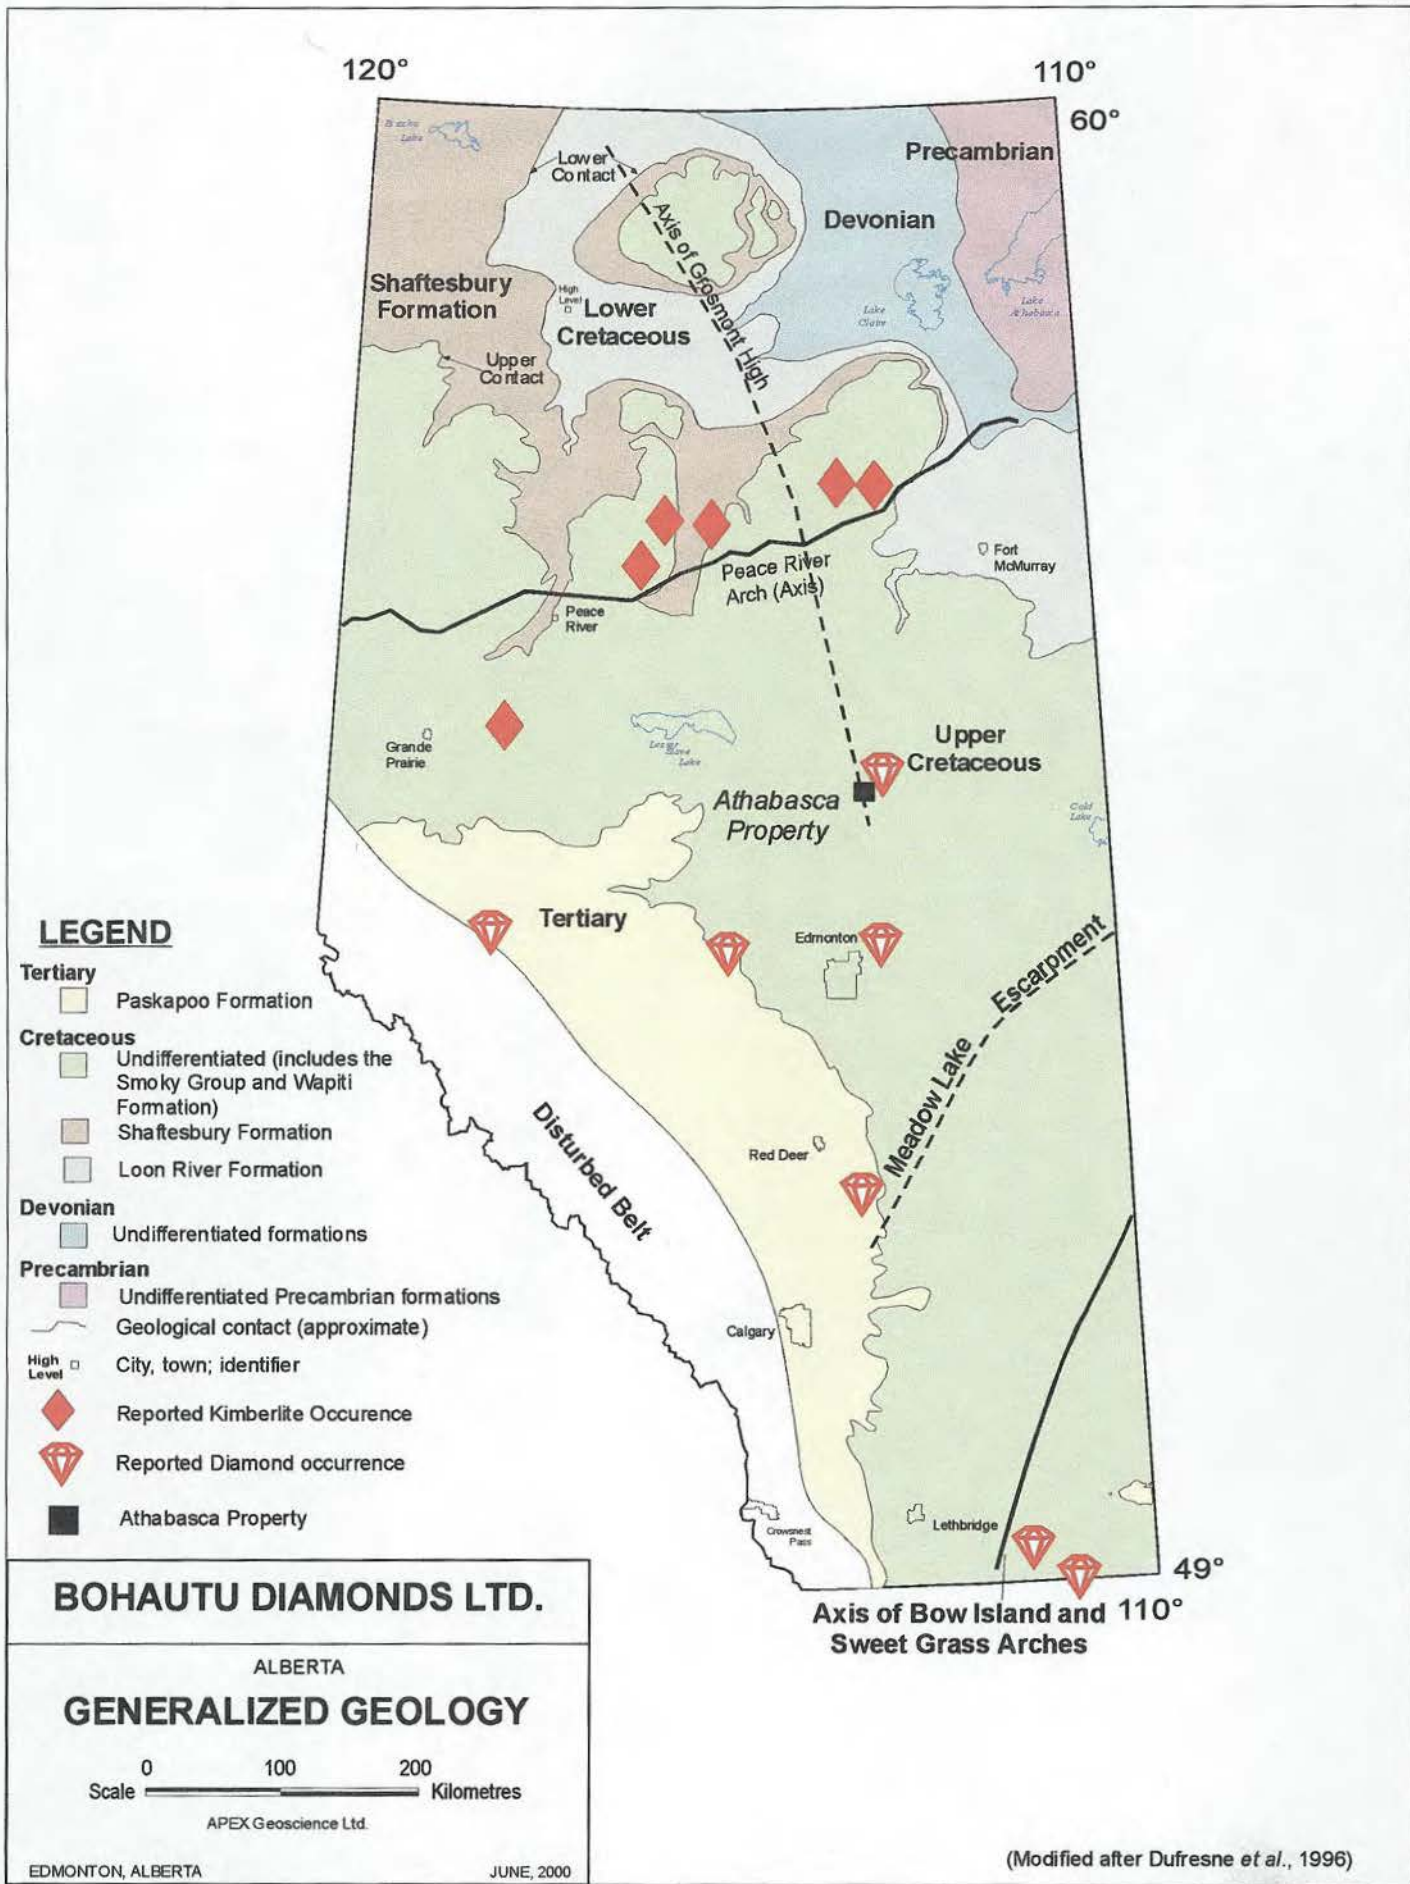 120°
110°
60°
Precambrian
Lower
Contact
Axis of Grosmont High
Devonian
Shaftesbury
Formation
High
Level
Lower
Cretaceous
Lake
Claire
Lake
Athabasca
Upper
Contact
Fort
McMurray
Peace River
Arch (Axis)
Peace
River
Grande
Prairie
Lake
Upper
Cretaceous
Athabasca
Property
Cold
Lake
Tertiary
Edmonton
Meadow Lake Escarpment
Disturbed Belt
Red Deer
Calgary
Crowsnest
Pass
Lethbridge
49°
110°
Axis of Bow Island and
Sweet Grass Arches
LEGEND
Tertiary
Paskapoo Formation
Cretaceous
Undifferentiated (includes the
Smoky Group and Wapiti
Formation)
Shaftesbury Formation
Loon River Formation
Devonian
Undifferentiated formations
Precambrian
Undifferentiated Precambrian formations
Geological contact (approximate)
High
Level
City, town; identifier
Reported Kimberlite Occurence
Reported Diamond occurrence
Athabasca Property
BOHAUTU DIAMONDS LTD.
ALBERTA
GENERALIZED GEOLOGY
0 100 200
Scale Kilometres
APEX Geoscience Ltd.
EDMONTON, ALBERTA JUNE, 2000
(Modified after Dufresne et al., 1996)